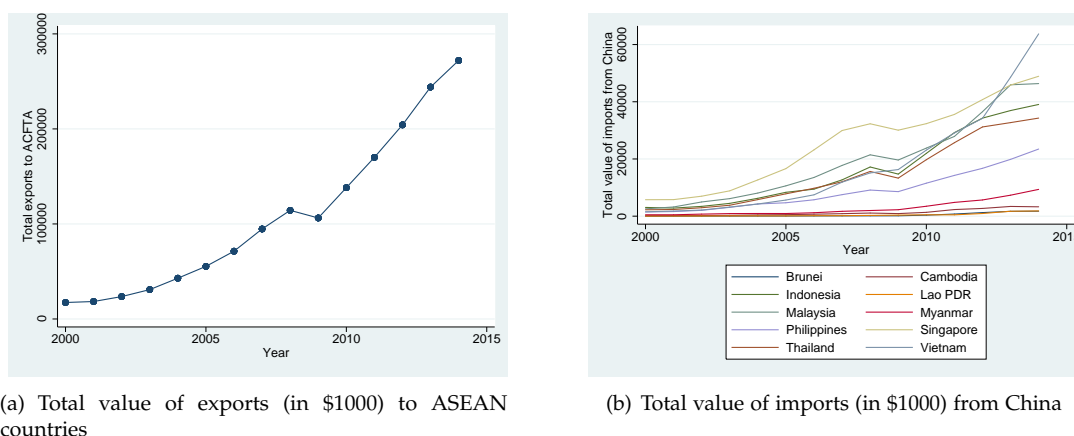 Total exports to ACFTA
300000
200000
100000
0
2000 2005 2010 2015
Year
(a) Total value of exports (in $1000) to ASEAN
countries
Total value of imports from China
60000
40000
20000
0
2000 2005 2010 201
Year
Brunei Cambodia
Indonesia Lao PDR
Malaysia Myanmar
Philippines Singapore
Thailand Vietnam
(b) Total value of imports (in $1000) from China